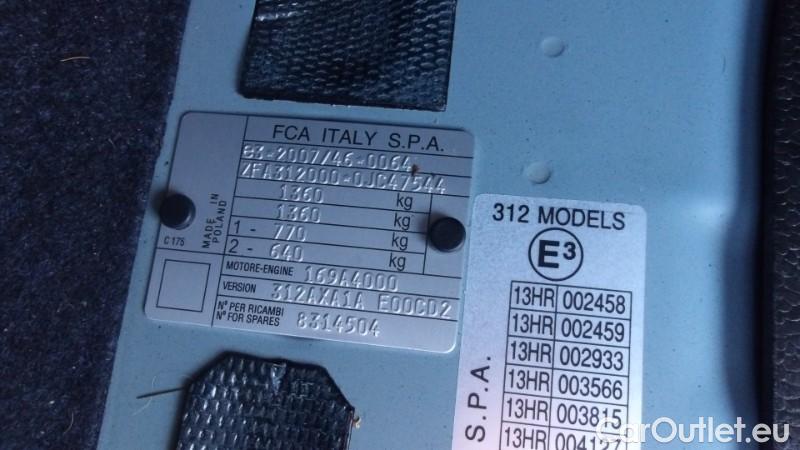 FCA ITALY S.P.A.
e3-2007/46-0064
ZFA312000-0JC47544
1360 kg
1360 kg
1- 770 kg
2- 640 kg
MADE IN
POLAND
C 175
MOTORE-ENGINE 169A4000
VERSION 312AXA1A E00CD2
N° PER RICAMBI
N° FOR SPARES 8314504
312 MODELS
E3
13HR 002458
13HR 002459
13HR 002933
13HR 003566
13HR 003815
13HR 004127
S.P.A.
CarOutlet.eu